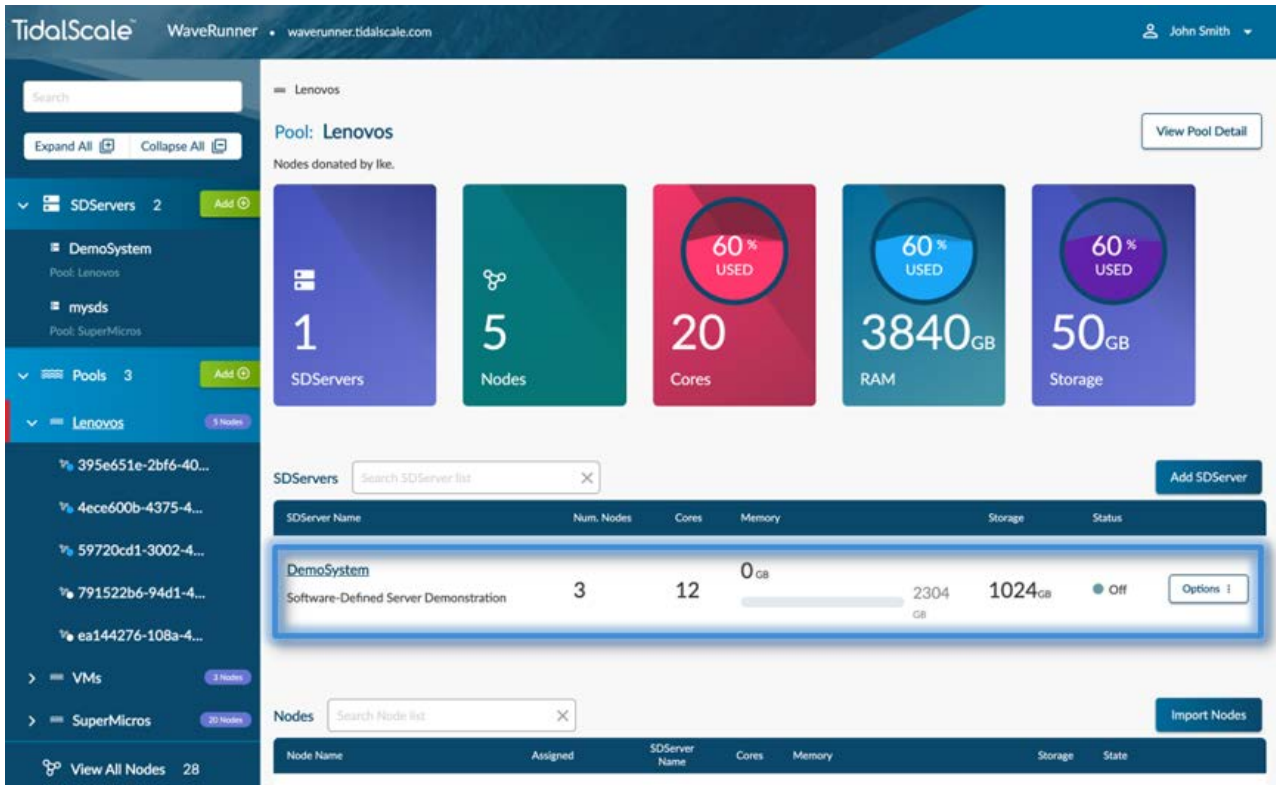 TidalScale™ WaveRunner • waverunner.tidalscale.com John Smith
Search
Expand All Collapse All
SDServers 2 Add
DemoSystem
Pool: Lenovos
mysds
Pool: SuperMicros
Pools 3 Add
Lenovos 5 Nodes
395e651e-2bf6-40...
4ece600b-4375-4...
59720cd1-3002-4...
791522b6-94d1-4...
ea144276-108a-4...
VMs 3 Nodes
SuperMicros 20 Nodes
View All Nodes 28
Lenovos
Pool: Lenovos View Pool Detail
Nodes donated by Ike.
1
SDServers
5
Nodes
60 %
USED
20
Cores
60 %
USED
3840GB
RAM
60 %
USED
50GB
Storage
SDServers Search SDServer list Add SDServer
SDServer Name Num. Nodes Cores Memory Storage Status
DemoSystem
Software-Defined Server Demonstration
3 12 0 GB 2304 GB 1024GB Off Options
Nodes Search Node list Import Nodes
Node Name Assigned SDServer Name Cores Memory Storage State